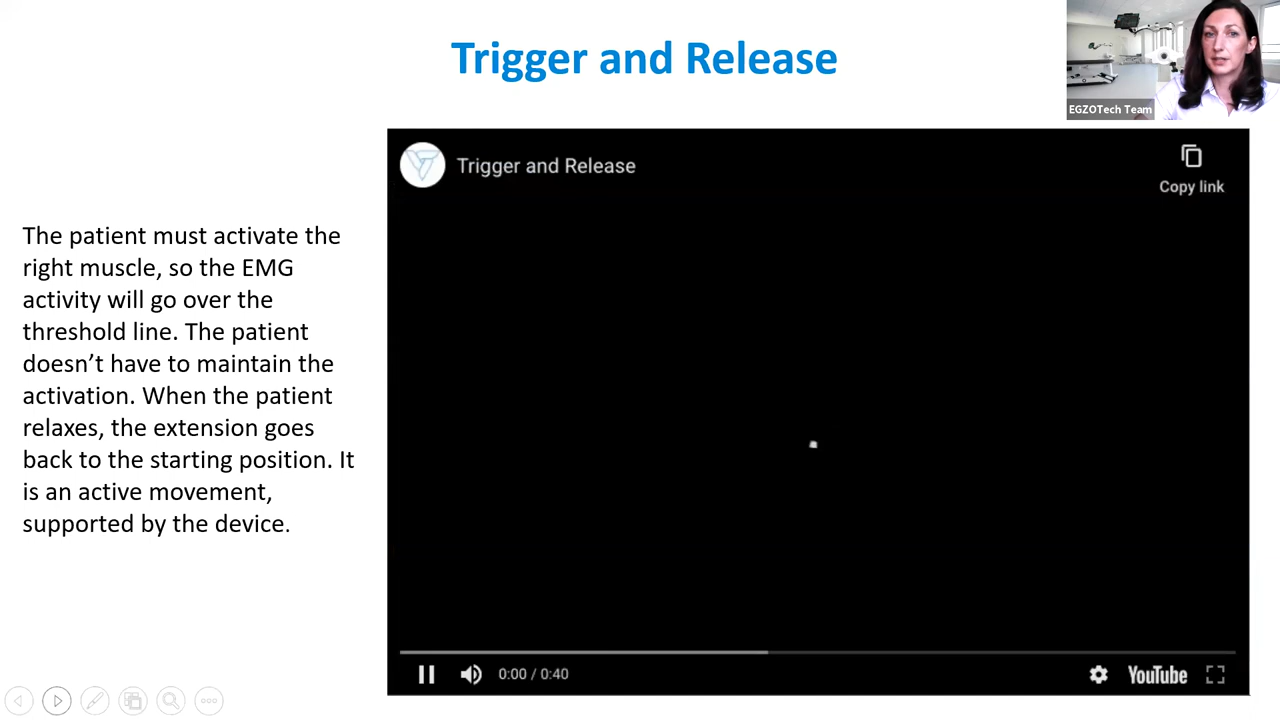 Trigger and Release
EGZOTech Team
Trigger and Release
Copy link
The patient must activate the
right muscle, so the EMG
activity will go over the
threshold line. The patient
doesn’t have to maintain the
activation. When the patient
relaxes, the extension goes
back to the starting position. It
is an active movement,
supported by the device.
0:00 / 0:40
YouTube